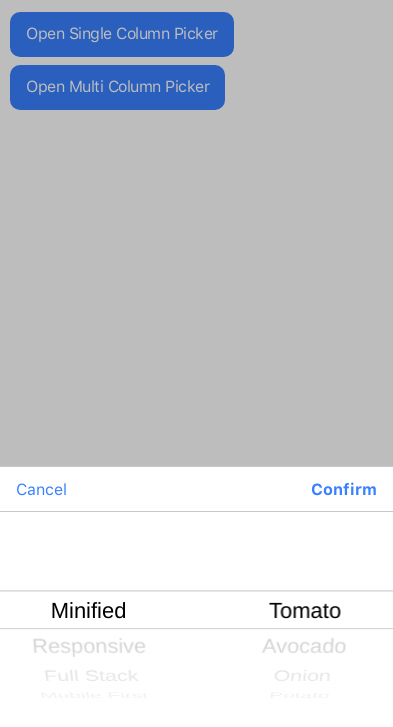 Open Single Column Picker
Open Multi Column Picker
Cancel Confirm
Minified Tomato
Responsive Avocado
Full Stack Onion
Mobile First Potato